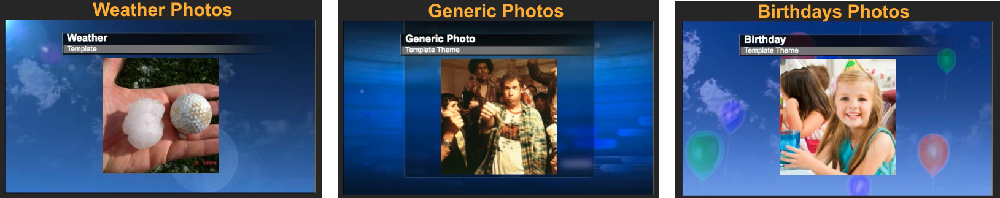 Weather Photos
Weather
Template
Generic Photos
Generic Photo
Template Theme
Birthdays Photos
Birthday
Template Theme